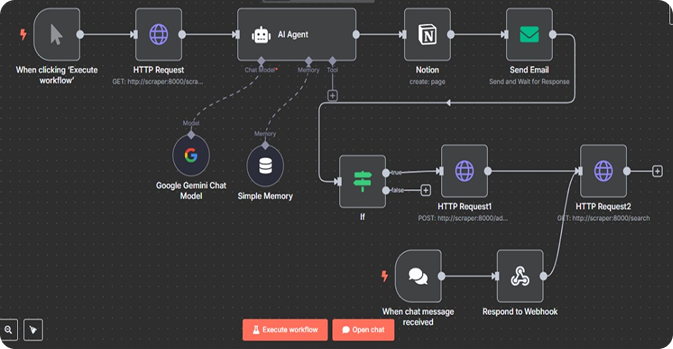 AI Agent
Chat Model*
Memory
Tool
When clicking 'Execute
workflow'
HTTP Request
GET: http://scraper:8000/scra...
Notion
create: page
Send Email
Send and Wait for Response
Model
Memory
Google Gemini Chat
Model
Simple Memory
If
true
false
HTTP Request1
POST: http://scraper:8000/ad...
HTTP Request2
GET: http://scraper:8000/search
When chat message
received
Respond to Webhook
Execute workflow
Open chat